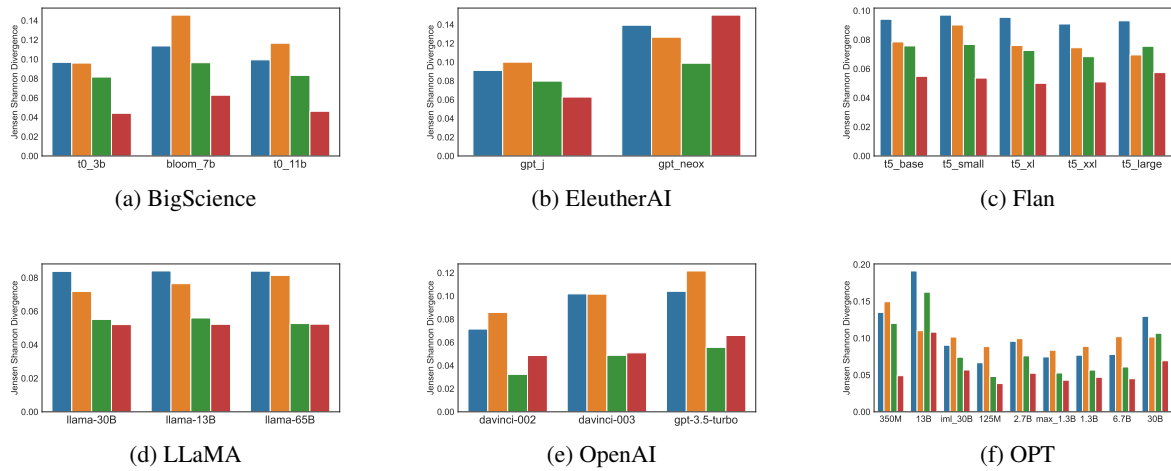 Jensen Shannon Divergence
0.14
0.12
0.10
0.08
0.06
0.04
0.02
0.00
t0_3b bloom_7b t0_11b
(a) BigScience
Jensen Shannon Divergence
0.14
0.12
0.10
0.08
0.06
0.04
0.02
0.00
gpt_j gpt_neox
(b) EleutherAI
Jensen Shannon Divergence
0.10
0.08
0.06
0.04
0.02
0.00
t5_base t5_small t5_xl t5_xxl t5_large
(c) Flan
Jensen Shannon Divergence
0.08
0.06
0.04
0.02
0.00
llama-30B llama-13B llama-65B
(d) LLaMA
Jensen Shannon Divergence
0.12
0.10
0.08
0.06
0.04
0.02
0.00
davinci-002 davinci-003 gpt-3.5-turbo
(e) OpenAI
Jensen Shannon Divergence
0.20
0.15
0.10
0.05
0.00
350M 13B iml_30B 125M 2.7B max_1.3B 1.3B 6.7B 30B
(f) OPT